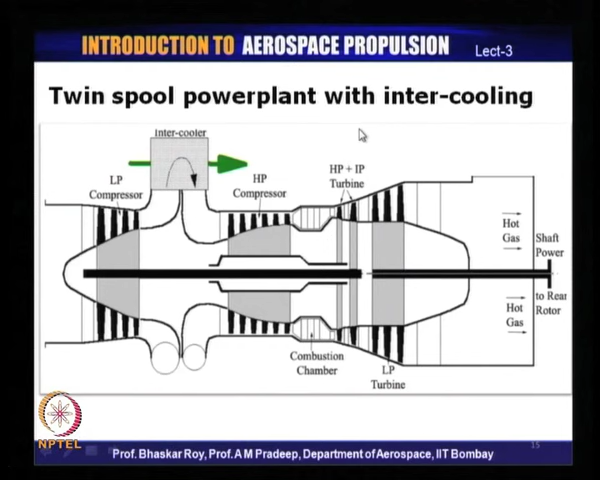 INTRODUCTION TO AEROSPACE PROPULSION
Lect-3
Twin spool powerplant with inter-cooling
Inter-cooler
LP
Compressor
HP
Compressor
HP + IP
Turbine
Hot
Gas
Shaft
Power
to Rear
Rotor
Hot
Gas
Combustion
Chamber
LP
Turbine
NPTEL
15
Prof. Bhaskar Roy, Prof. A M Pradeep, Department of Aerospace, IIT Bombay